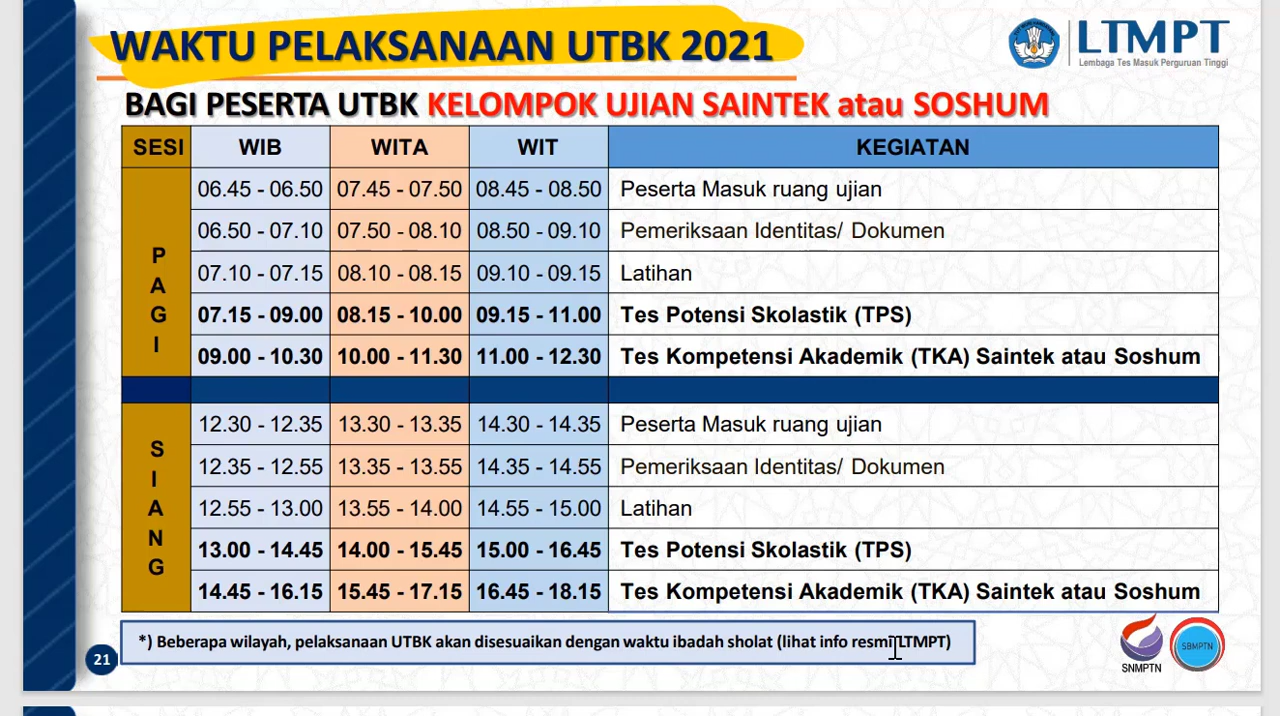 WAKTU PELAKSANAAN UTBK 2021
LTMPT
Lembaga Tes Masuk Perguruan Tinggi
BAGI PESERTA UTBK KELOMPOK UJIAN SAINTEK atau SOSHUM
SESI WIB WITA WIT KEGIATAN
PAGI
06.45 - 06.50 07.45 - 07.50 08.45 - 08.50 Peserta Masuk ruang ujian
06.50 - 07.10 07.50 - 08.10 08.50 - 09.10 Pemeriksaan Identitas/ Dokumen
07.10 - 07.15 08.10 - 08.15 09.10 - 09.15 Latihan
07.15 - 09.00 08.15 - 10.00 09.15 - 11.00 Tes Potensi Skolastik (TPS)
09.00 - 10.30 10.00 - 11.30 11.00 - 12.30 Tes Kompetensi Akademik (TKA) Saintek atau Soshum
SIANG
12.30 - 12.35 13.30 - 13.35 14.30 - 14.35 Peserta Masuk ruang ujian
12.35 - 12.55 13.35 - 13.55 14.35 - 14.55 Pemeriksaan Identitas/ Dokumen
12.55 - 13.00 13.55 - 14.00 14.55 - 15.00 Latihan
13.00 - 14.45 14.00 - 15.45 15.00 - 16.45 Tes Potensi Skolastik (TPS)
14.45 - 16.15 15.45 - 17.15 16.45 - 18.15 Tes Kompetensi Akademik (TKA) Saintek atau Soshum
*) Beberapa wilayah, pelaksanaan UTBK akan disesuaikan dengan waktu ibadah sholat (lihat info resmi LTMPT)
21
SNMPTN
SBMPTN